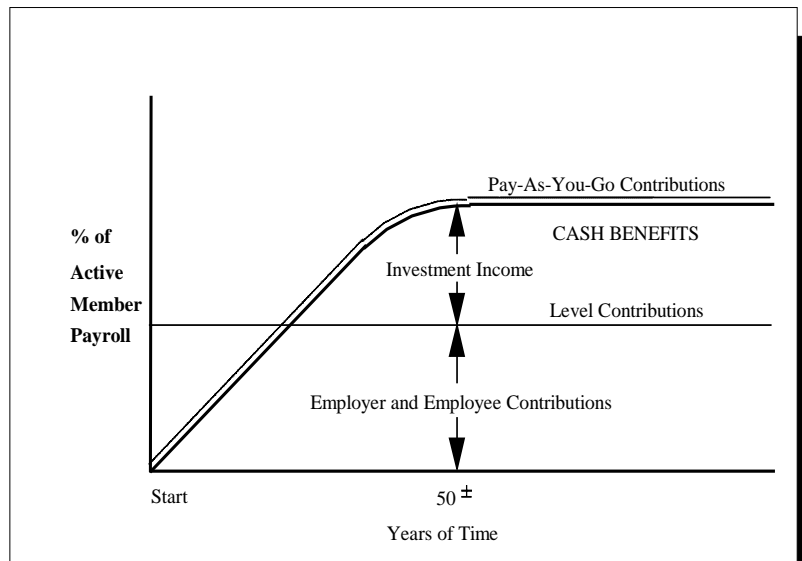 Pay-As-You-Go Contributions
% of
Active
Member
Payroll
CASH BENEFITS
Investment Income
Level Contributions
Employer and Employee Contributions
Start
50 ±
Years of Time